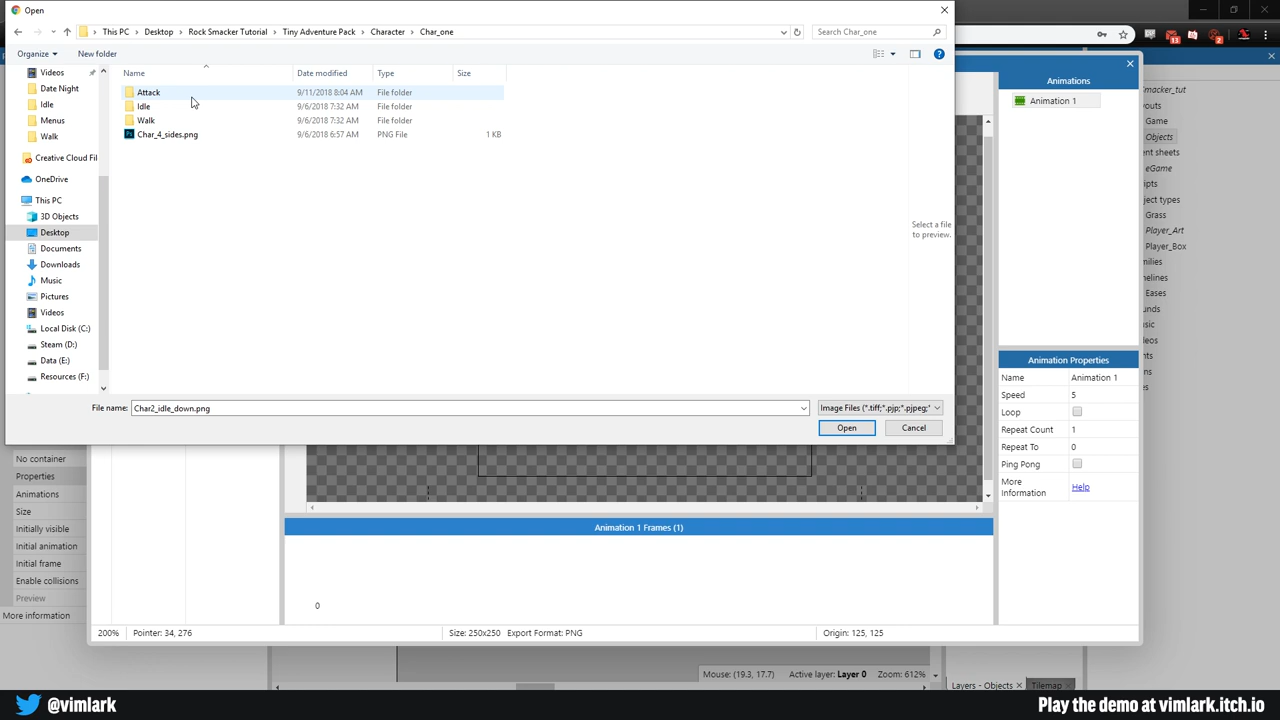 Open
This PC > Desktop > Rock Smacker Tutorial > Tiny Adventure Pack > Character > Char_one
Search Char_one
Organize
New folder
Videos
Date Night
Idle
Menus
Walk
Creative Cloud Fil
OneDrive
This PC
3D Objects
Desktop
Documents
Downloads
Music
Pictures
Videos
Local Disk (C:)
Steam (D:)
Data (E:)
Resources (F:)
Name Date modified Type Size
Attack 9/11/2018 8:04 AM File folder
Idle 9/6/2018 7:32 AM File folder
Walk 9/6/2018 7:32 AM File folder
Char_4_sides.png 9/6/2018 6:57 AM PNG File 1 KB
Select a file
to preview.
File name: Char2_idle_down.png
Image Files (*.tiff;*.pjp;*.pjpeg;*
Open
Cancel
Animations
Animation 1
Animation Properties
Name Animation 1
Speed 5
Loop
Repeat Count 1
Repeat To 0
Ping Pong
More
Information
Help
Game
Objects
eGame
Grass
Player_Art
Player_Box
Eases
No container
Properties
Animations
Size
Initially visible
Initial animation
Initial frame
Enable collisions
Preview
More information
Animation 1 Frames (1)
0
200%
Pointer: 34, 276
Size: 250x250 Export Format: PNG
Origin: 125, 125
Mouse: (19.3, 17.7) Active layer: Layer 0 Zoom: 612%
Layers - Objects
Tilemap
@vimlark
Play the demo at vimlark.itch.io